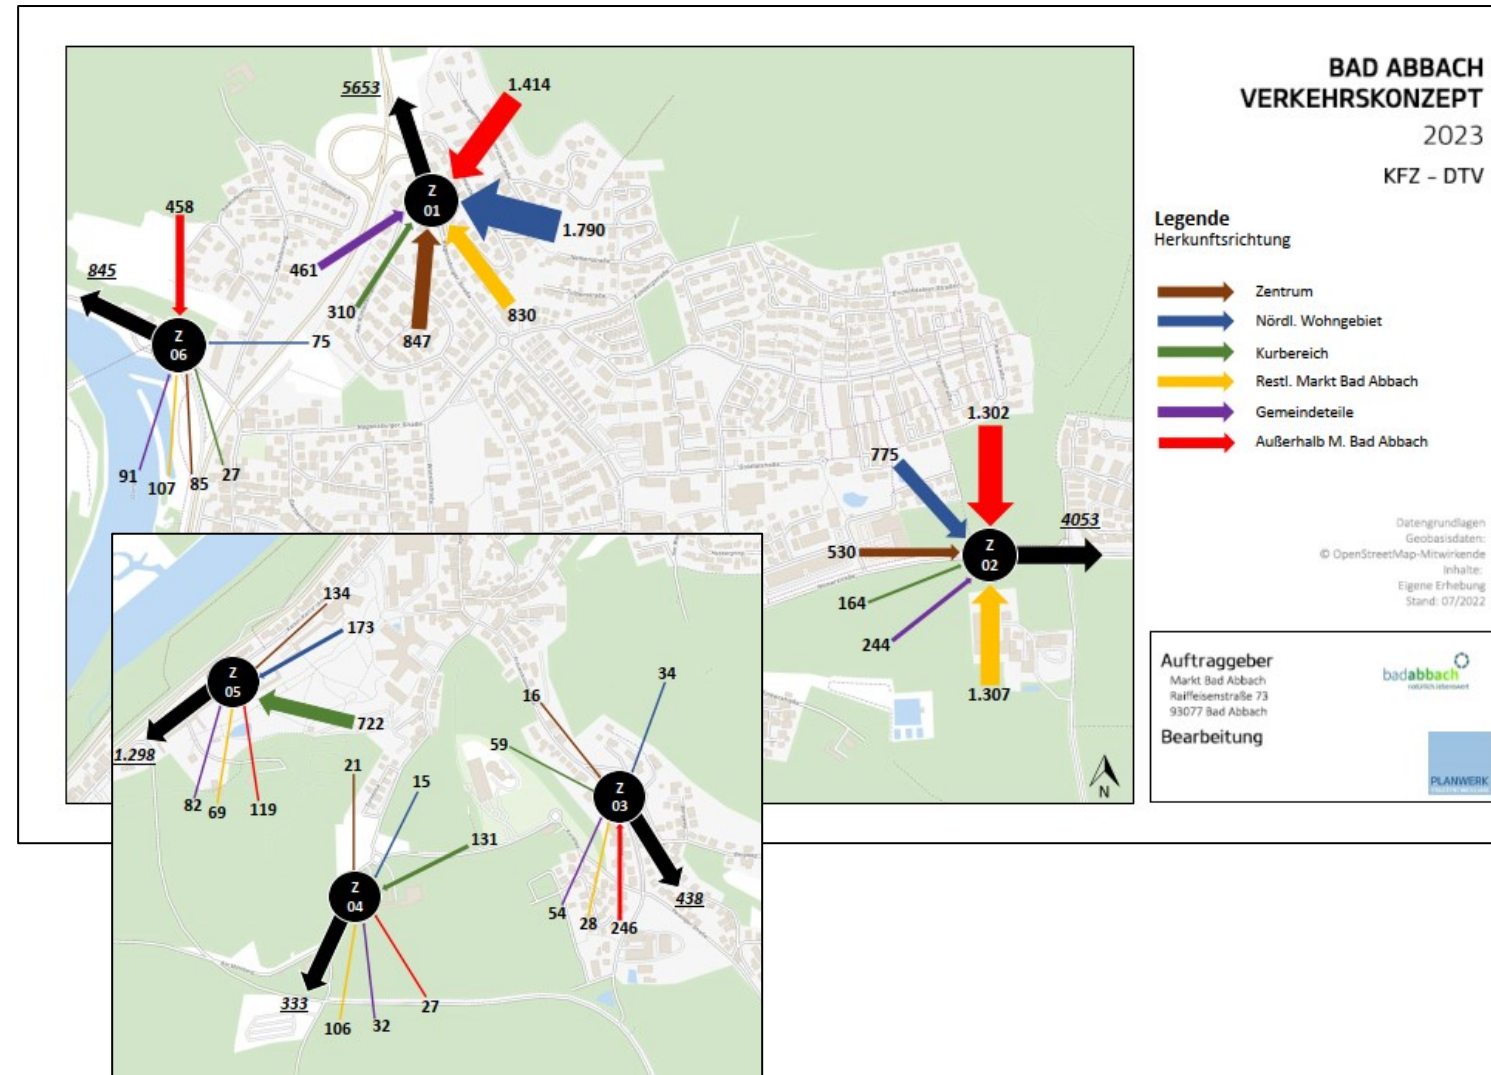 BAD ABBACH
VERKEHRSKONZEPT
2023
KFZ - DTV
Legende
Herkunftsrichtung
Zentrum
Nördl. Wohngebiet
Kurbereich
Restl. Markt Bad Abbach
Gemeindeteile
Außerhalb M. Bad Abbach
Datengrundlagen
Geobasisdaten:
© OpenStreetMap-Mitwirkende
Inhalte:
Eigene Erhebung
Stand: 07/2022
Auftraggeber
Markt Bad Abbach
Raiffeisenstraße 73
93077 Bad Abbach
badabbach
natürlich.lebenswert
Bearbeitung
PLANWERK
5653
1.414
Z
01
1.790
461
310
847
830
458
845
Z
06
75
91
107
85
27
1.302
775
4053
530
Z
02
164
244
1.307
N
134
173
Z
05
722
1.298
82
69
119
21
15
131
Z
04
333
106
32
27
16
34
59
Z
03
438
54
28
246